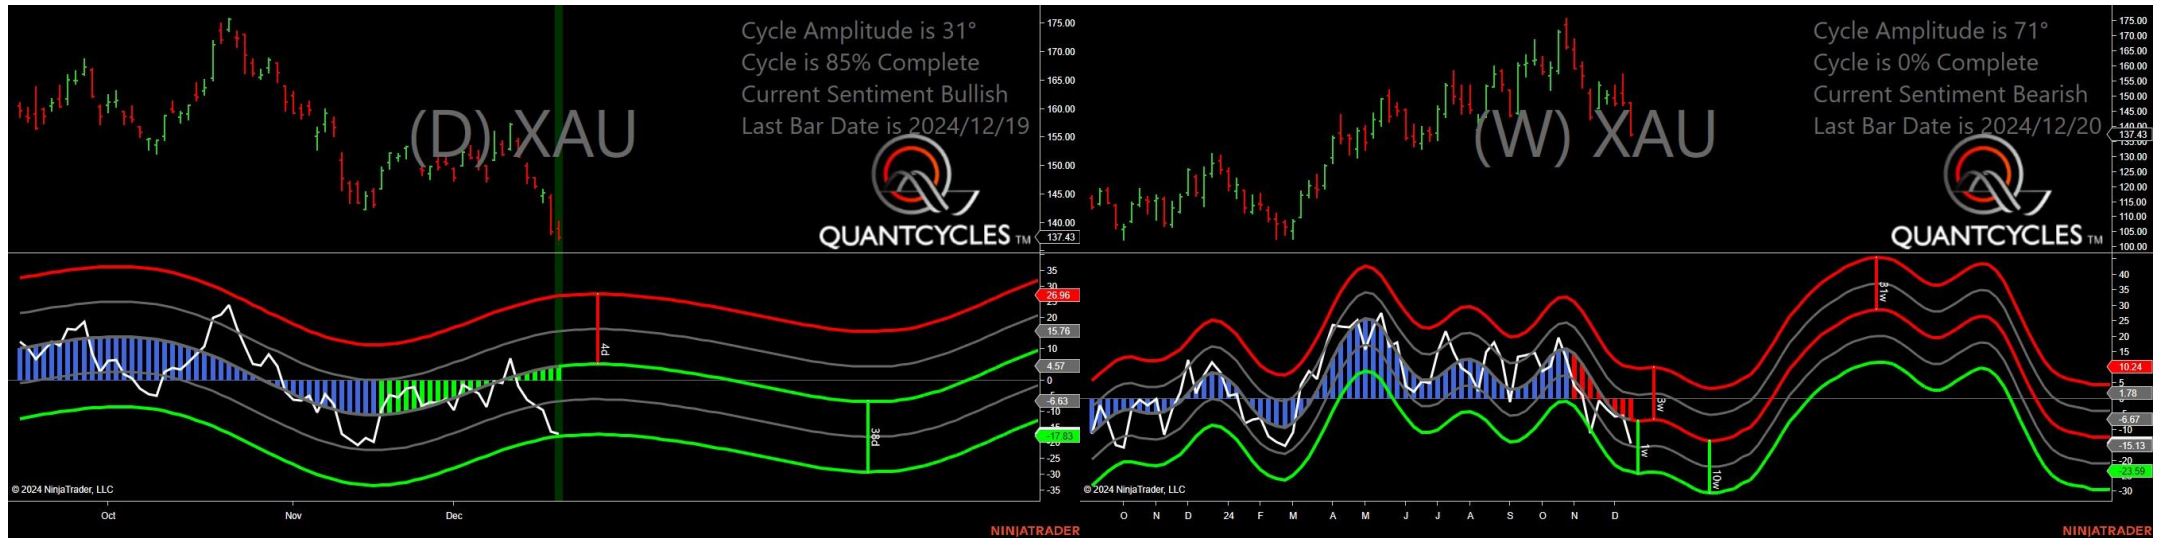 Cycle Amplitude is 31°
Cycle is 85% Complete
Current Sentiment Bullish
Last Bar Date is 2024/12/19
(D) XAU
QUANTCYCLES TM
175.00
170.00
165.00
160.00
155.00
150.00
145.00
140.00
137.43
35
30
26.96
20
15.76
10
4.57
0
-6.63
-10
-17.83
-25
-30
-35
4d
38d
© 2024 NinjaTrader, LLC
Oct
Nov
Dec
NINJATRADER
Cycle Amplitude is 71°
Cycle is 0% Complete
Current Sentiment Bearish
Last Bar Date is 2024/12/20
(W) XAU
QUANTCYCLES TM
175.00
170.00
165.00
160.00
155.00
150.00
145.00
140.00
137.43
135.00
130.00
125.00
120.00
115.00
110.00
105.00
100.00
40
35
30
25
20
15
10.24
5
1.78
-6.67
-10
-15.13
-20
-23.59
-30
31w
3w
1w
10w
© 2024 NinjaTrader, LLC
O
N
D
24
F
M
A
M
J
J
A
S
O
N
D
NINJATRADER